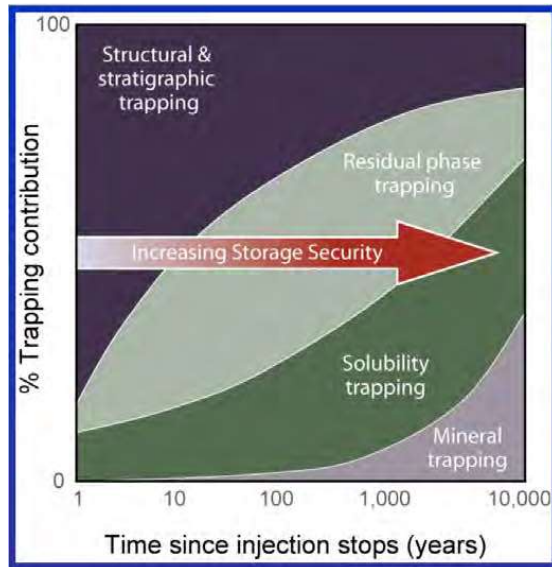 100
Structural &
stratigraphic
trapping
Residual phase
trapping
Increasing Storage Security
Solubility
trapping
Mineral
trapping
% Trapping contribution
0
1
10
100
1,000
10,000
Time since injection stops (years)